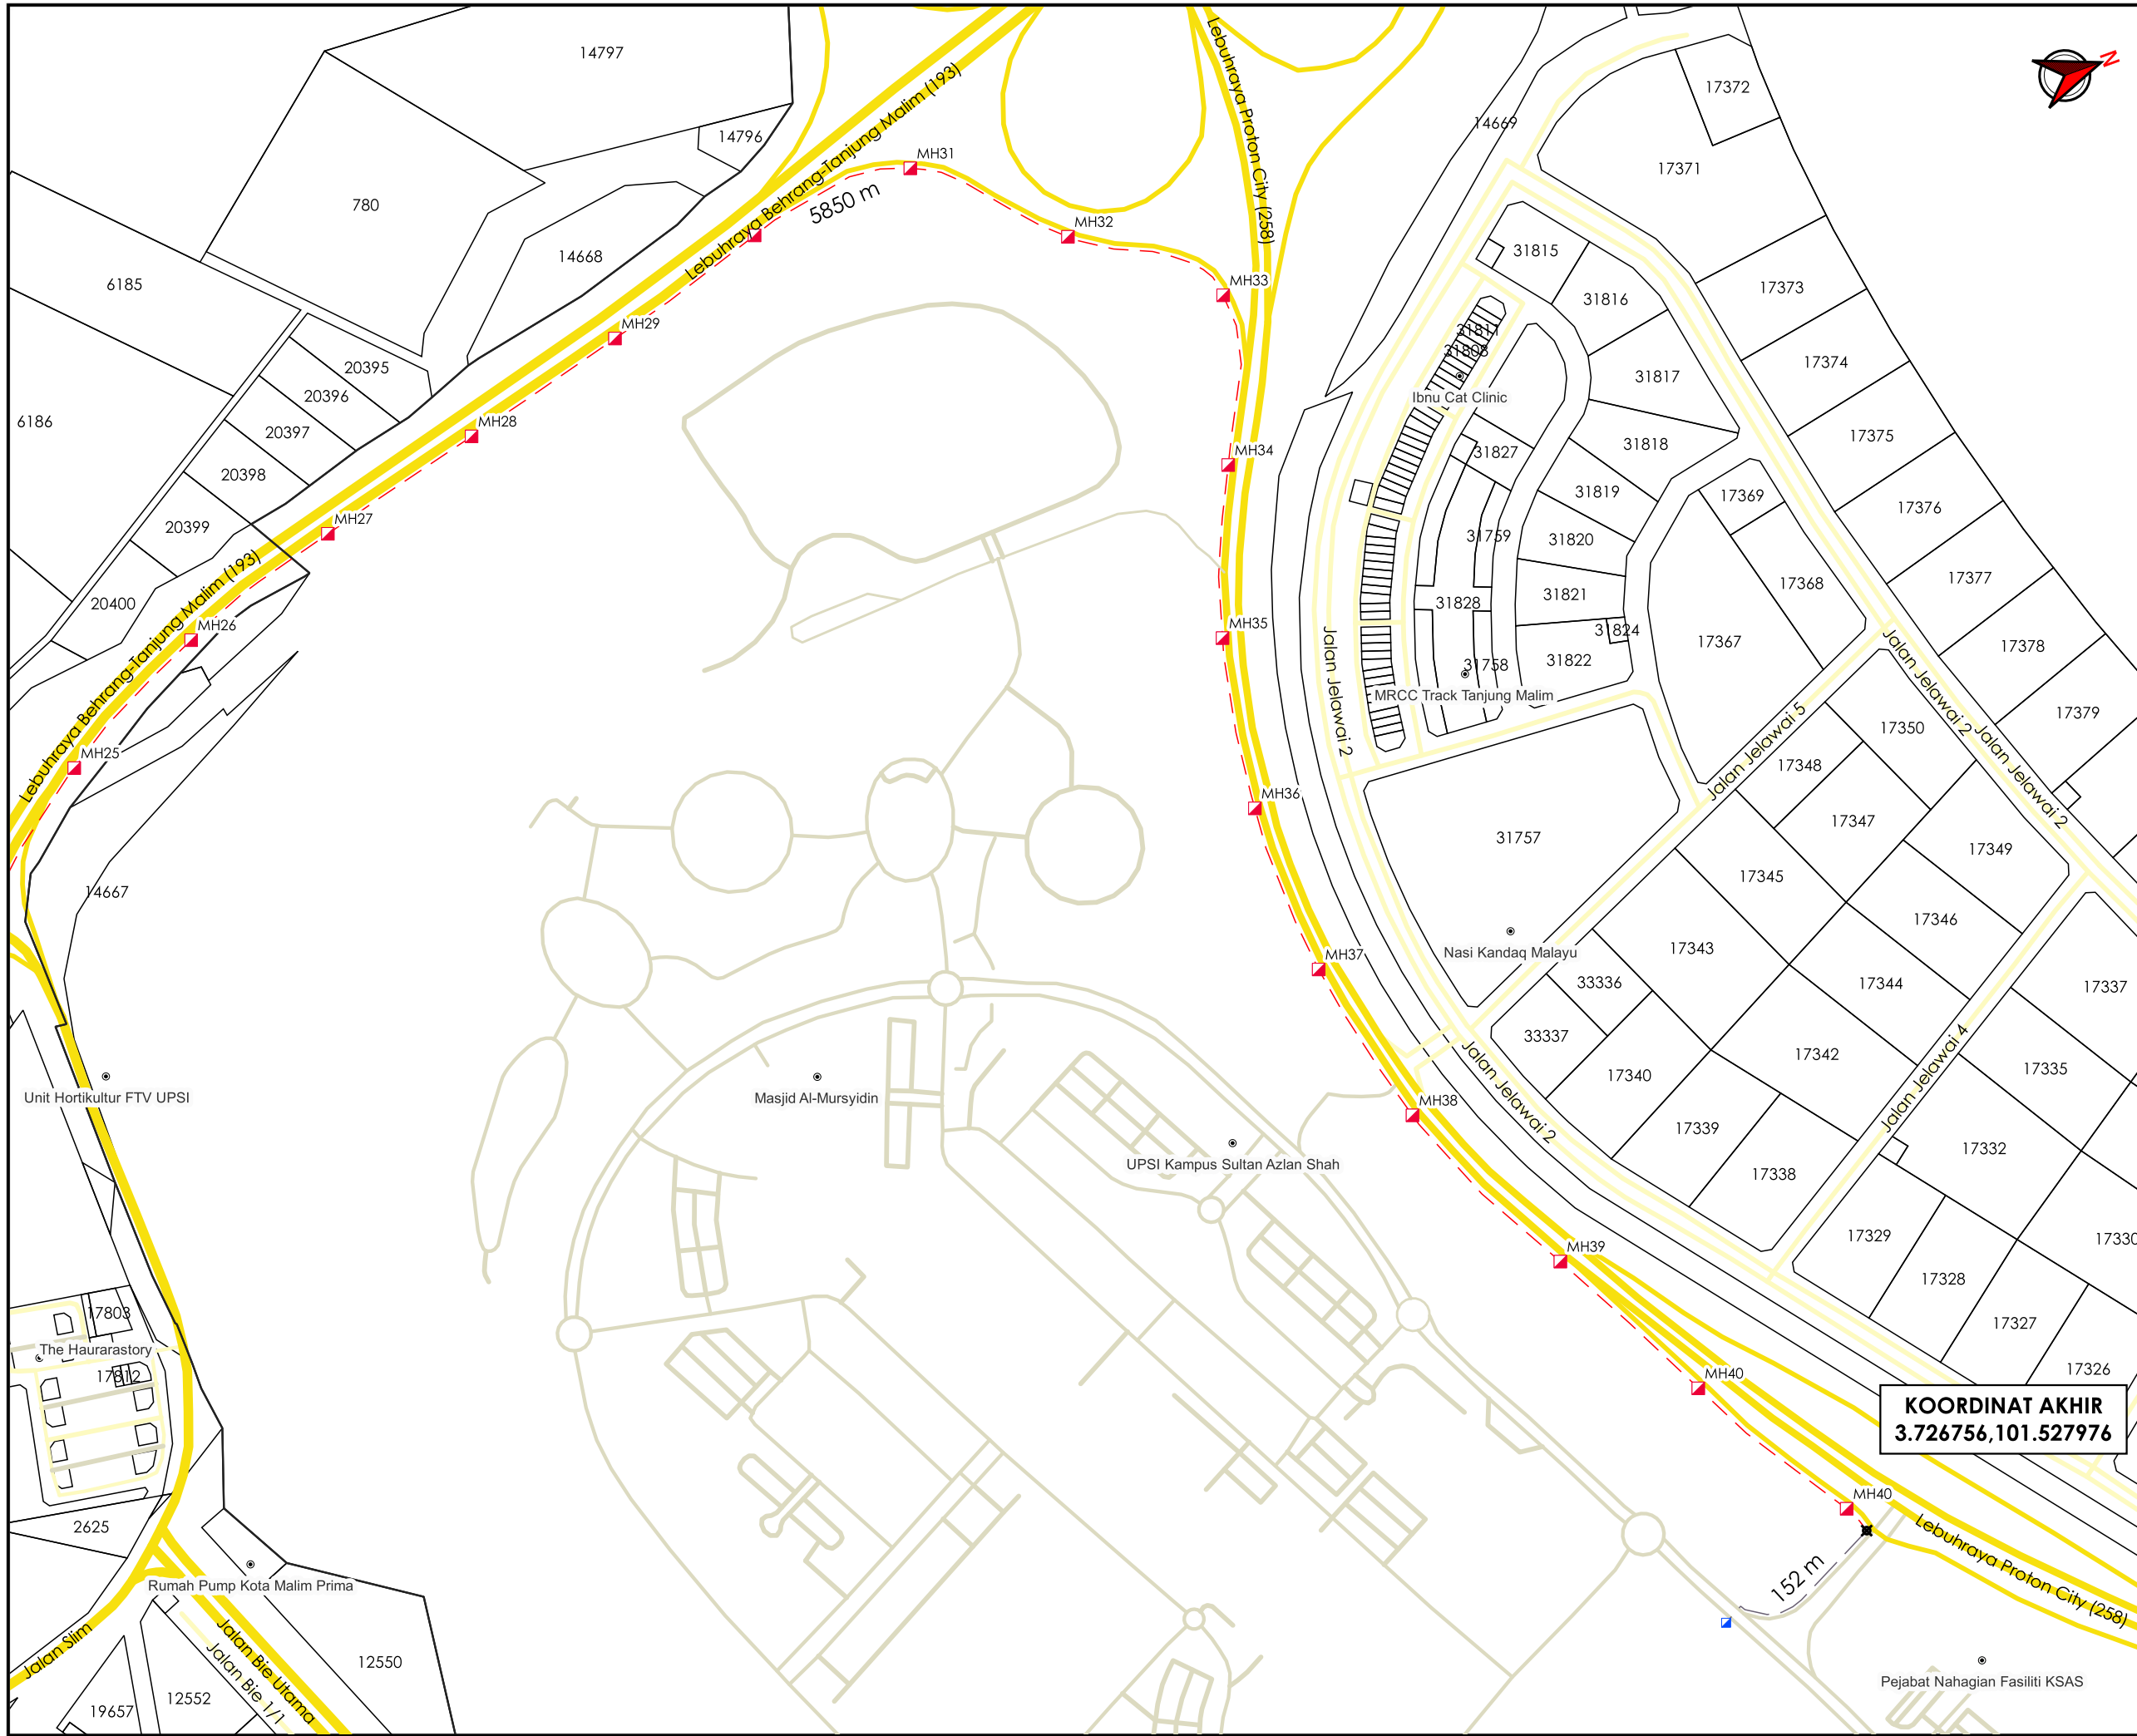 14797
17372
N
14669
14796
Lebuhraya Behrang-Tanjung Malim (193)
Lebuhraya Proton City (258)
MH31
17371
5850 m
780
MH32
31815
14668
6185
17373
MH33
31816
31811
MH29
31808
17374
20395
31817
20396
Ibnu Cat Clinic
6186
MH28
20397
17375
31818
MH34
31827
20398
31819
17369
17376
MH27
20399
31759
31820
17377
17368
Lebuhraya Behrang-Tanjung Malim (193)
20400
31828
31821
MH26
MH35
31824
17367
17378
31822
31758
Jalan Jelawai 2
Jalan Jelawai 2
MRCC Track Tanjung Malim
17379
17350
Jalan Jelawai 5
MH25
17348
Jalan Jelawai 2
MH36
17347
31757
17349
17345
14667
17346
Nasi Kandaq Malayu
17343
MH37
33336
17344
17337
33337
17342
Jalan Jelawai 4
17335
17340
Unit Hortikultur FTV UPSI
Masjid Al-Mursyidin
Jalan Jelawai 2
MH38
17339
17332
UPSI Kampus Sultan Azlan Shah
17338
17329
17330
MH39
17328
17803
17327
The Haurarastory
17812
17326
MH40
KOORDINAT AKHIR
3.726756,101.527976
MH40
2625
Lebuhraya Proton City (258)
152 m
Rumah Pump Kota Malim Prima
Jalan Slim
Jalan Bie Utama
Jalan Bie 1/1
12550
Pejabat Nahagian Fasiliti KSAS
12552
19657